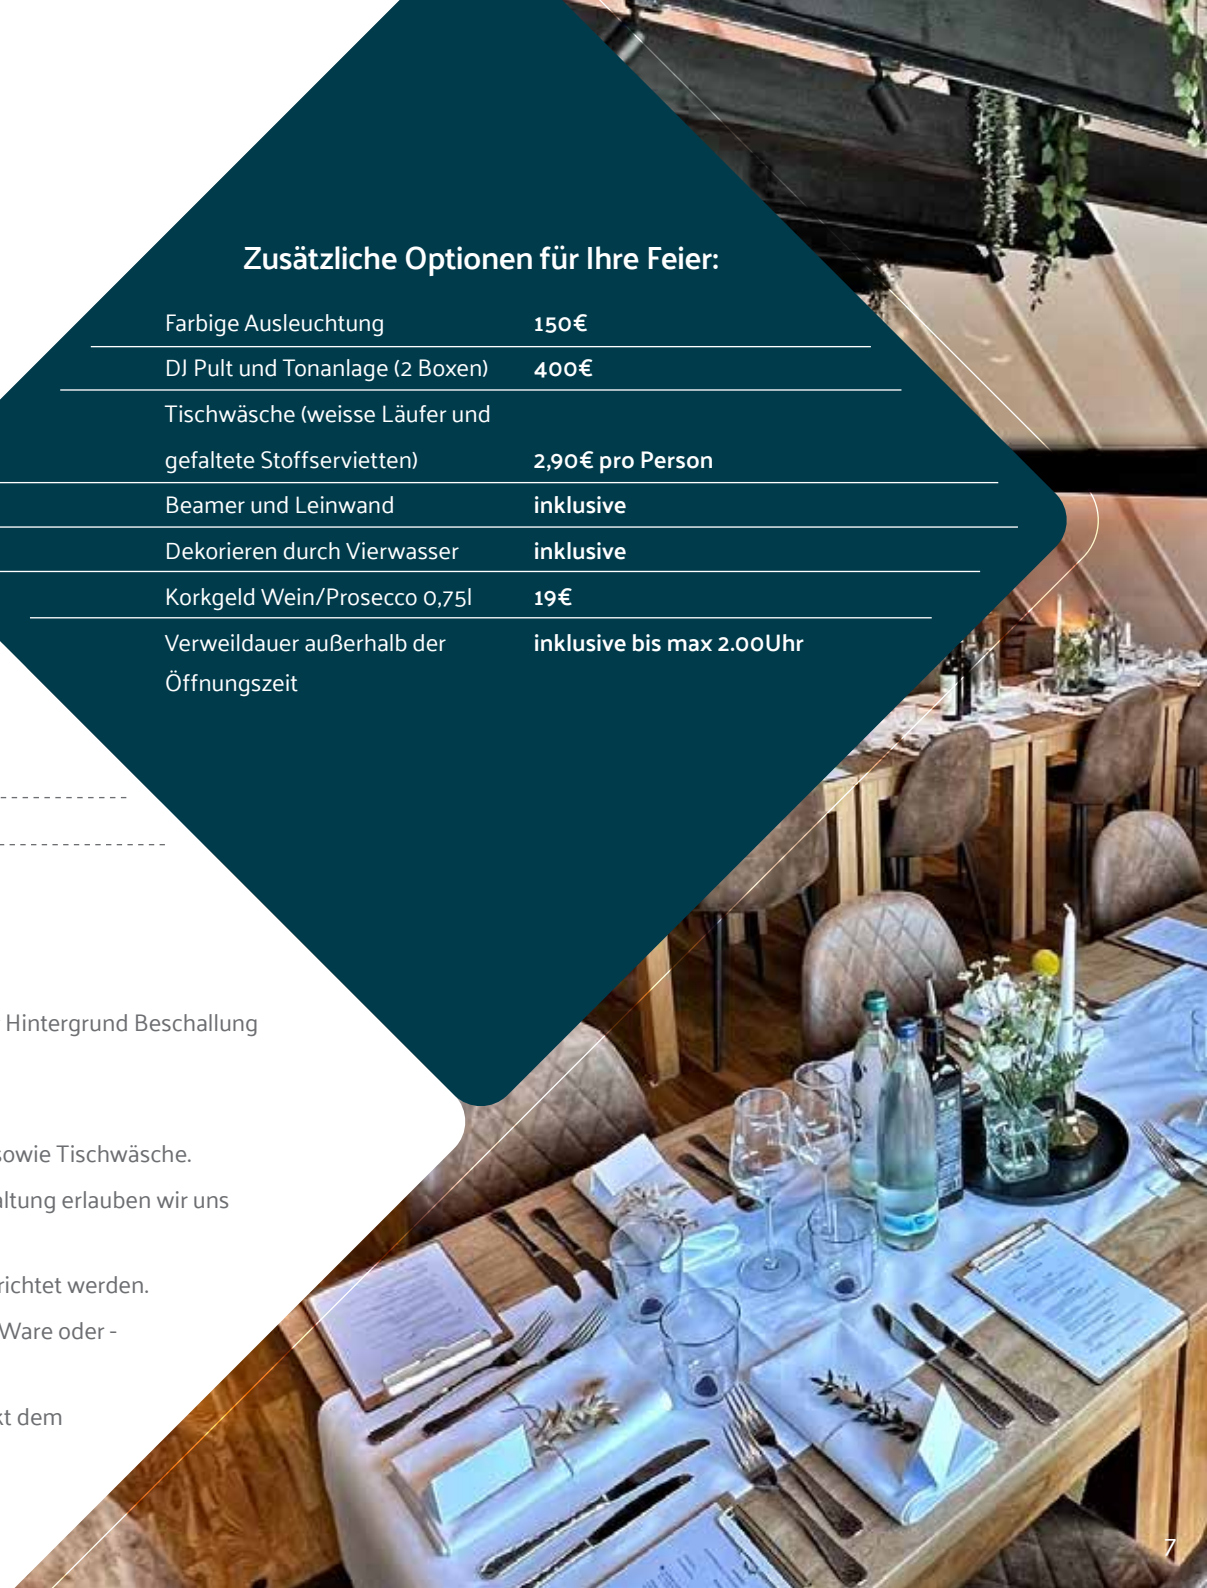 Zusätzliche Optionen für Ihre Feier:
Farbige Ausleuchtung 150€
DJ Pult und Tonanlage (2 Boxen) 400€
Tischwäsche (weisse Läufer und
gefaltete Stoffservietten) 2,90€ pro Person
Beamer und Leinwand inklusive
Dekorieren durch Vierwasser inklusive
Korkgeld Wein/Prosecco 0,75l 19€
Verweildauer außerhalb der inklusive bis max 2.00Uhr
Öffnungszeit
Hintergrund Beschallung
sowie Tischwäsche.
altung erlauben wir uns
richtet werden.
Ware oder -
kt dem
7